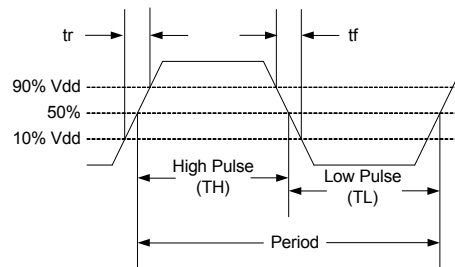 tr
tf
90% Vdd
50%
10% Vdd
High Pulse
(TH)
Low Pulse
(TL)
Period